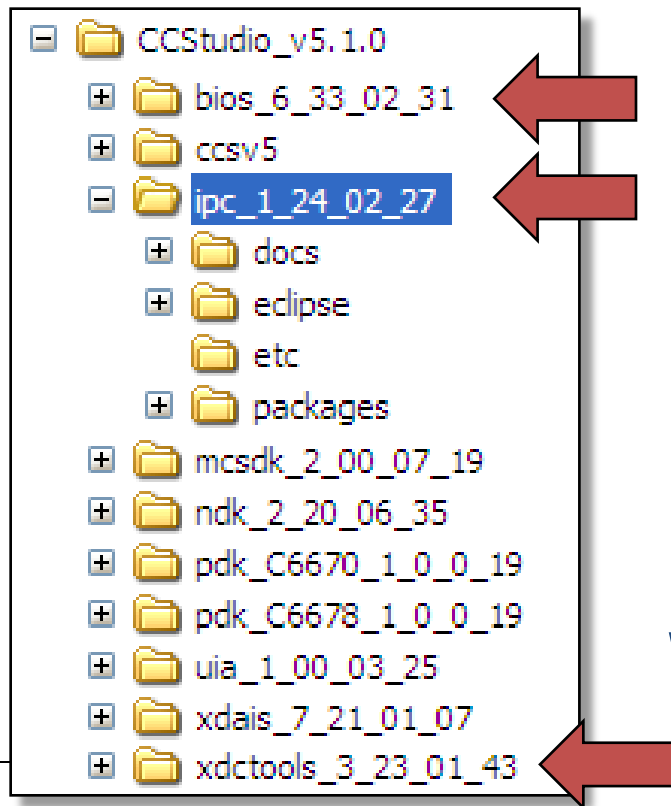 CCStudio_v5.1.0
bios_6_33_02_31
ccsv5
ipc_1_24_02_27
docs
eclipse
etc
packages
mcsdk_2_00_07_19
ndk_2_20_06_35
pdk_C6670_1_0_0_19
pdk_C6678_1_0_0_19
uia_1_00_03_25
xdais_7_21_01_07
xdctools_3_23_01_43